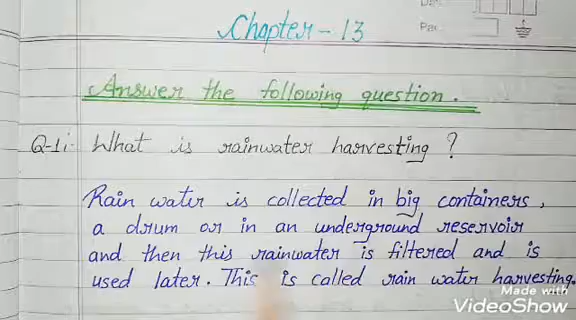 Chapter - 13
Answer the following question.
Q-1: What is rainwater harvesting?
Rain water is collected in big containers,
a drum or in an underground reservoir
and then this rainwater is filtered and is
used later. This is called rain water harvesting.
Made with
VideoShow